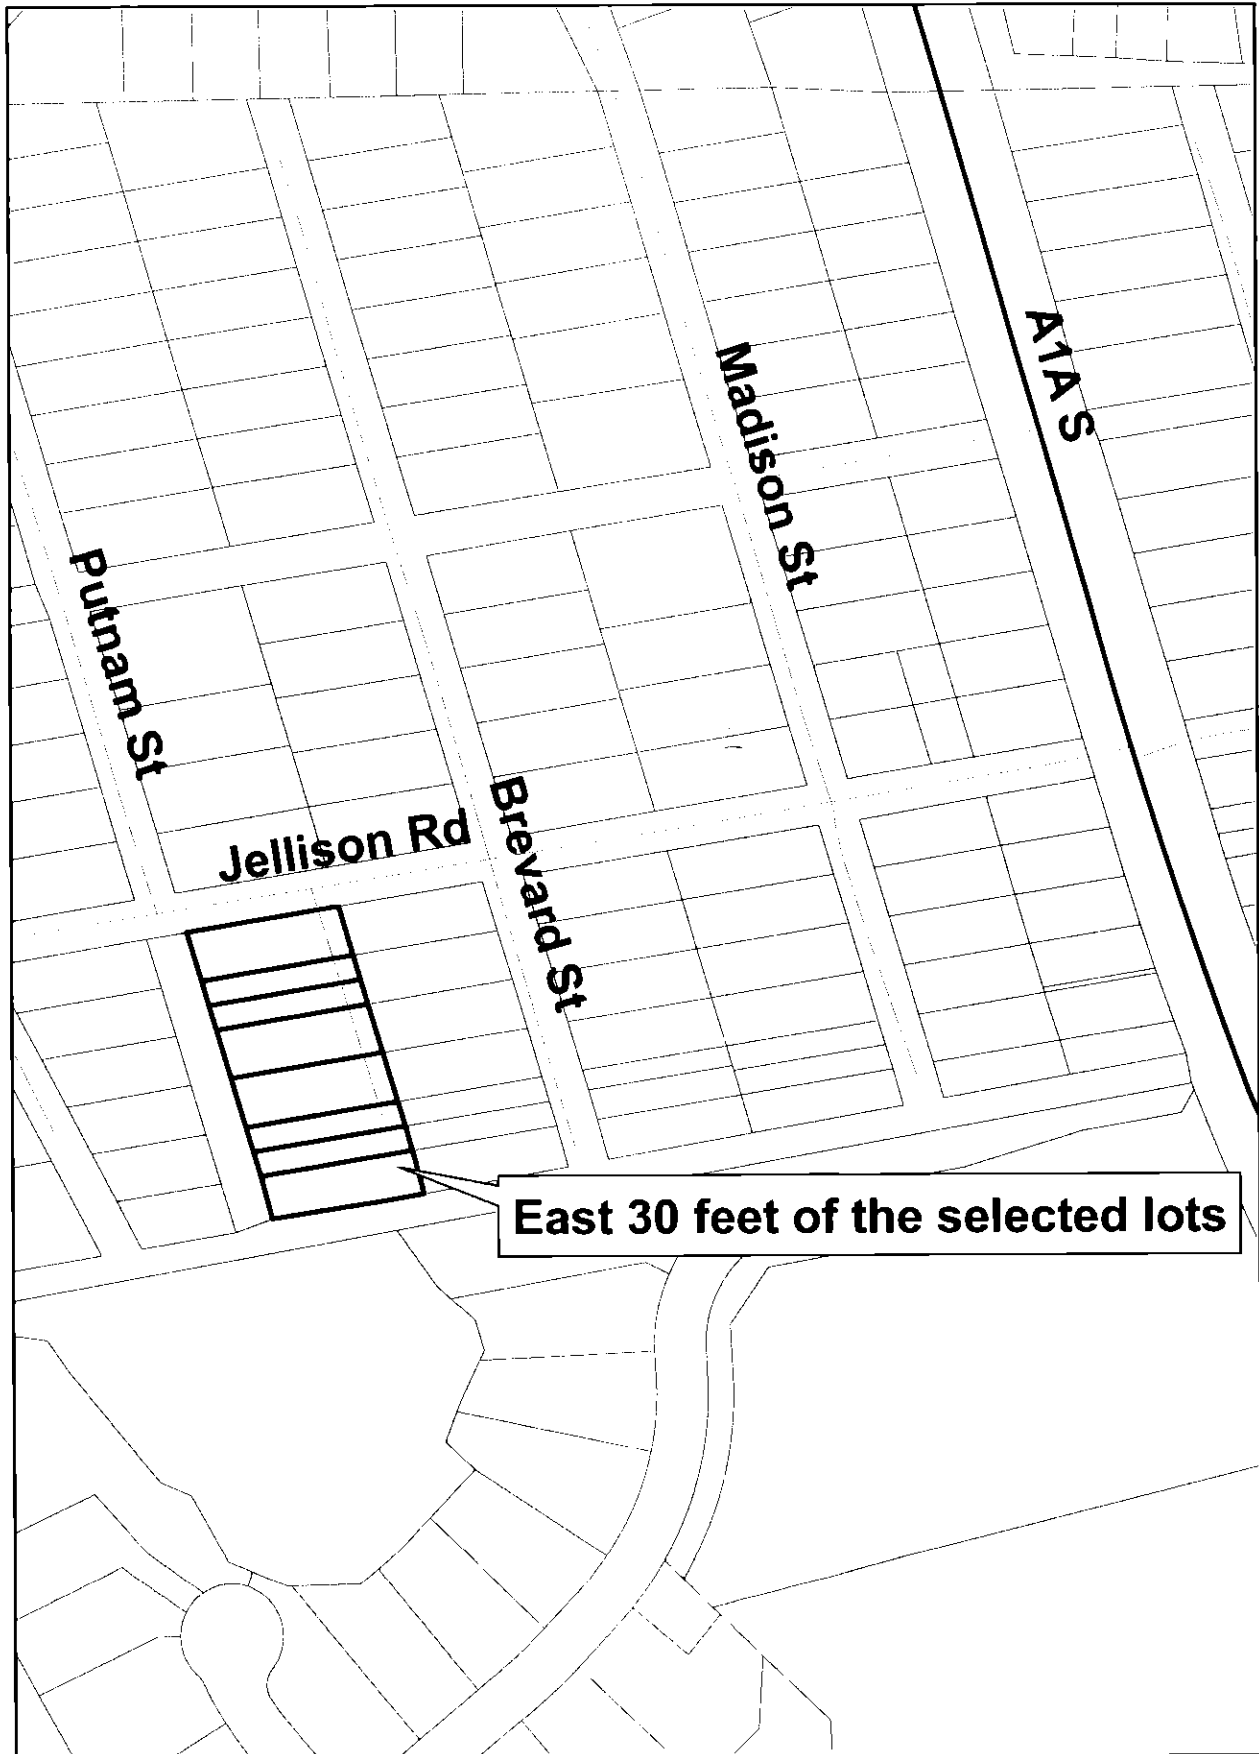 A1A S
Madison St
Putnam St
Brevard St
Jellison Rd
East 30 feet of the selected lots